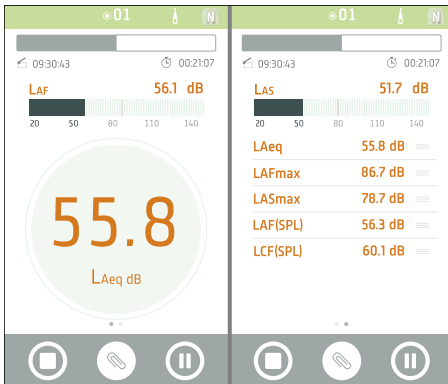 01 N
09:30:43 00:21:07
LAF 56.1 dB
20 50 80 110 140
55.8
LAeq dB
01 N
09:30:43 00:21:07
LAS 51.7 dB
20 50 80 110 140
LAeq 55.8 dB
LAFmax 86.7 dB
LASmax 78.7 dB
LAF(SPL) 56.3 dB
LCF(SPL) 60.1 dB